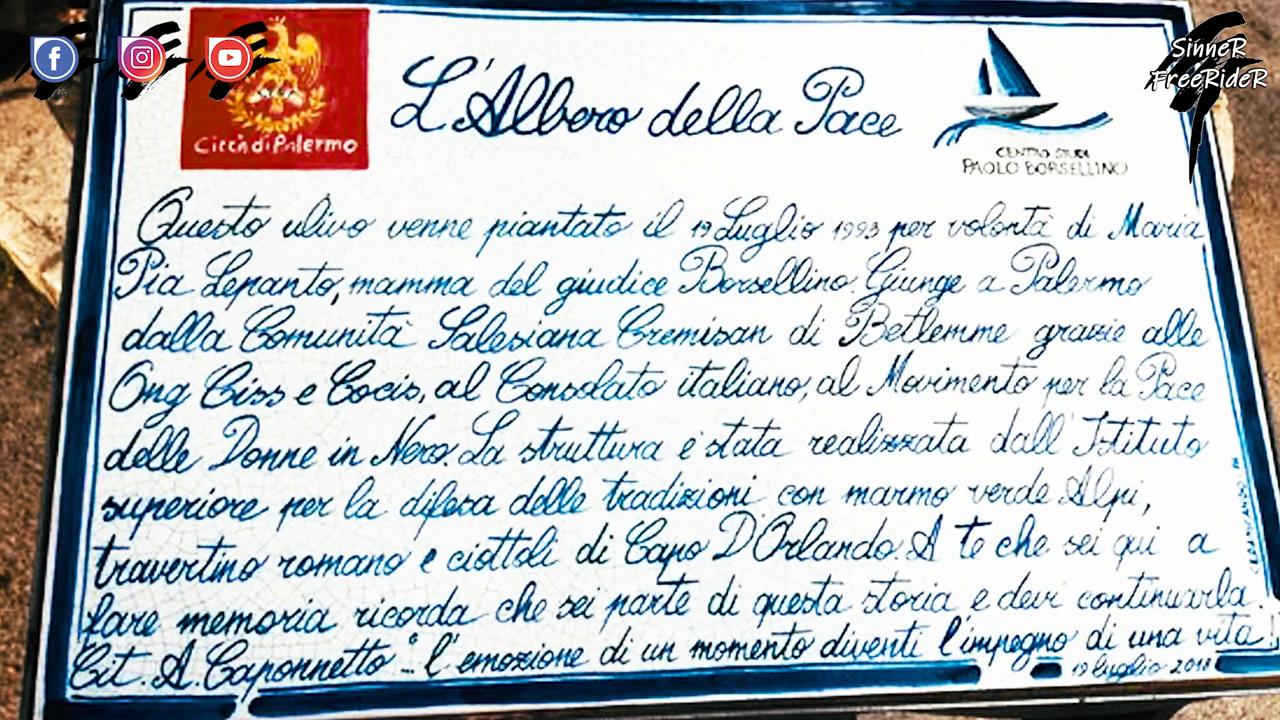 SinneR
FreeRideR
Città di Palermo
L'Albero della Pace
CENTRO STUDI
PAOLO BORSELLINO
Questo ulivo venne piantato il 19 Luglio 1993 per volontà di Maria
Pia Lepanto, mamma del giudice Borsellino. Giunge a Palermo
dalla Comunità Salesiana Cremisan di Betlemme grazie alle
Ong Ciss e Cocis, al Consolato italiano, al Movimento per la Pace
delle Donne in Nero. La struttura è stata realizzata dall'Istituto
superiore per la difesa delle tradizioni con marmo verde Alpi,
travertino romano e ciottoli di Capo D'Orlando. A te che sei qui a
fare memoria ricorda che sei parte di questa storia e devi continuarla.
Cit. A. Caponnetto "... l'emozione di un momento diventi l'impegno di una vita!
19 luglio 2018